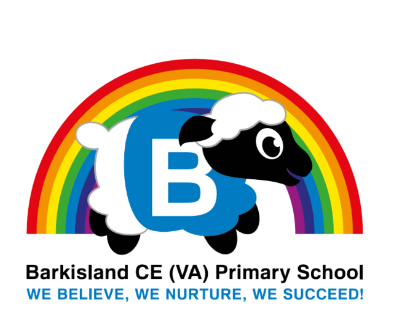 B
Barkisland CE (VA) Primary School
WE BELIEVE, WE NURTURE, WE SUCCEED!